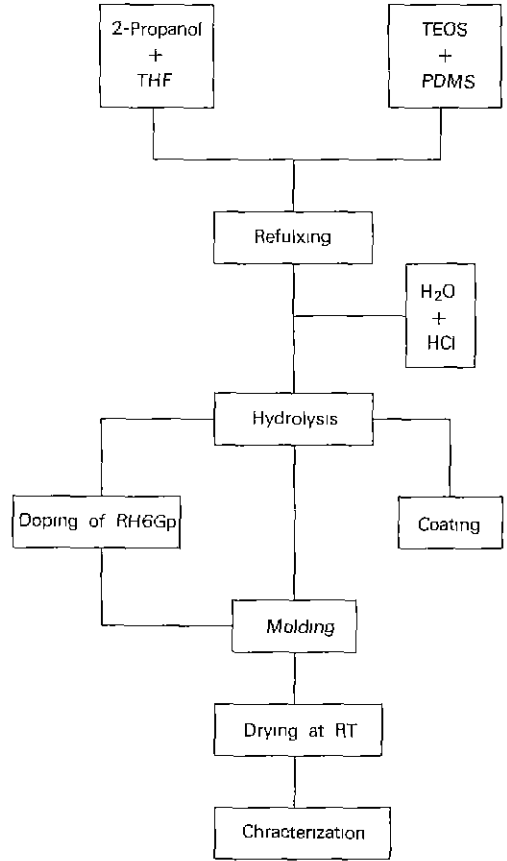 2-Propanol
+
THF
TEOS
+
PDMS
Refulxing
H₂O
+
HCl
Hydrolysis
Doping of RH6Gp
Coating
Molding
Drying at RT
Chracterization